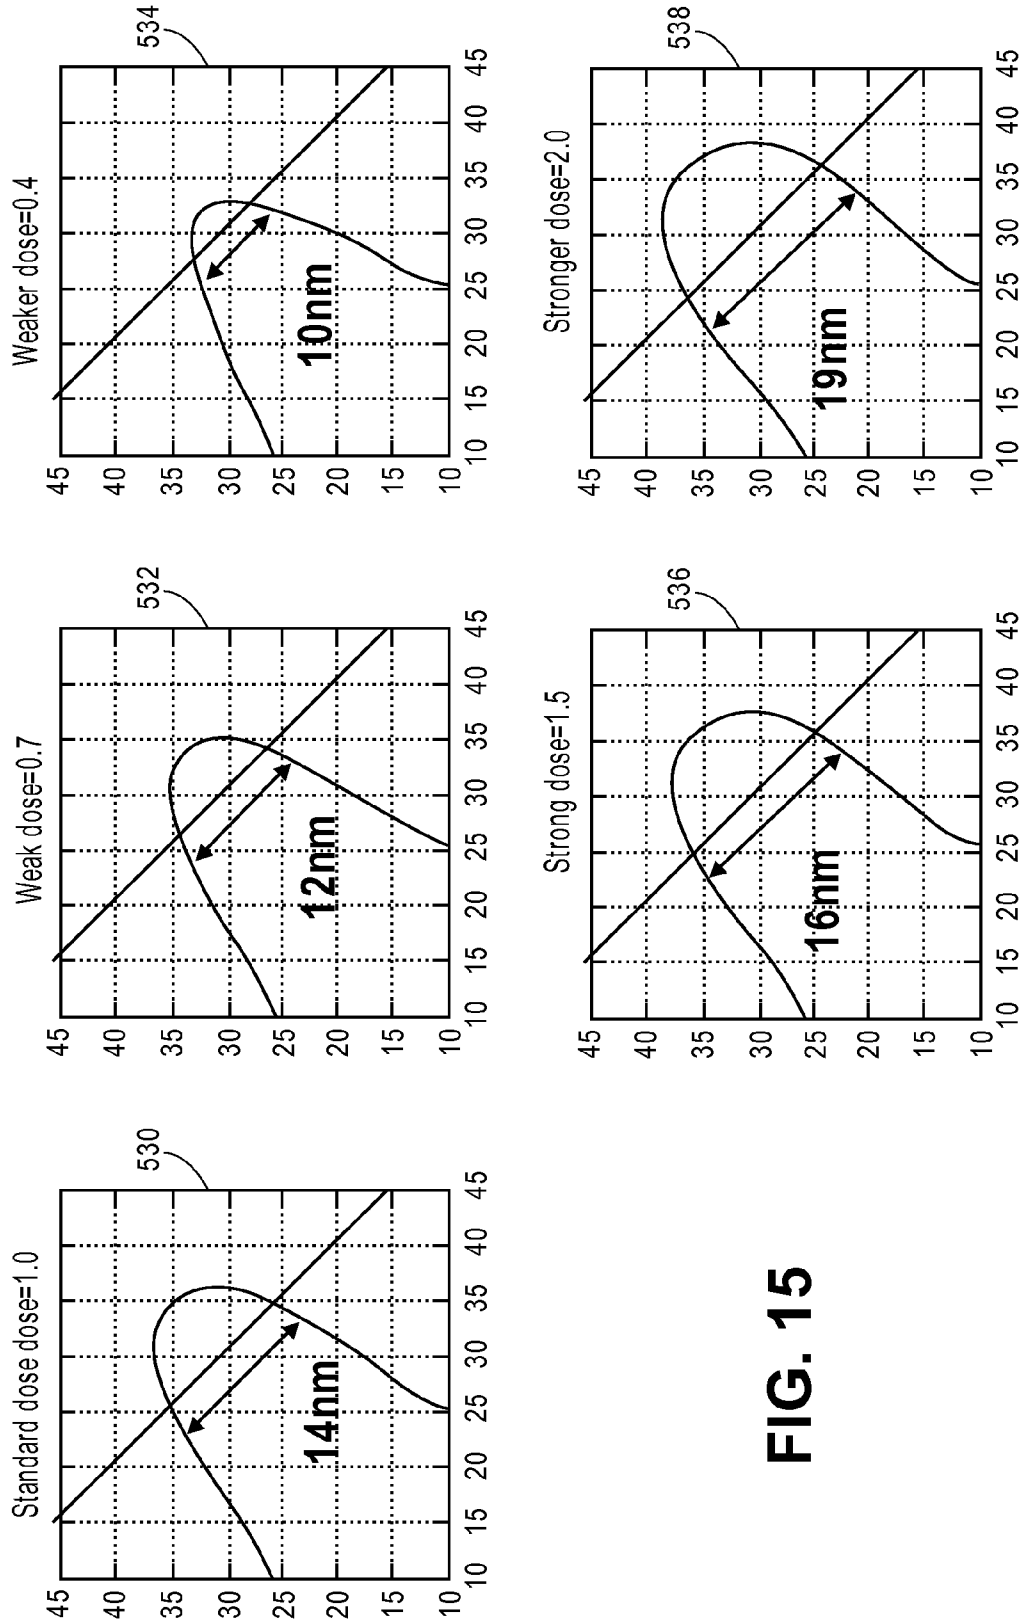 Standard dose dose=1.0
530
45
40
35
30
25
20
15
10
14nm
10 15 20 25 30 35 40 45
Weak dose=0.7
532
45
40
35
30
25
20
15
10
12nm
10 15 20 25 30 35 40 45
Weaker dose=0.4
534
45
40
35
30
25
20
15
10
10nm
10 15 20 25 30 35 40 45
Strong dose=1.5
536
45
40
35
30
25
20
15
10
16nm
10 15 20 25 30 35 40 45
Stronger dose=2.0
538
45
40
35
30
25
20
15
10
19nm
10 15 20 25 30 35 40 45
FIG. 15